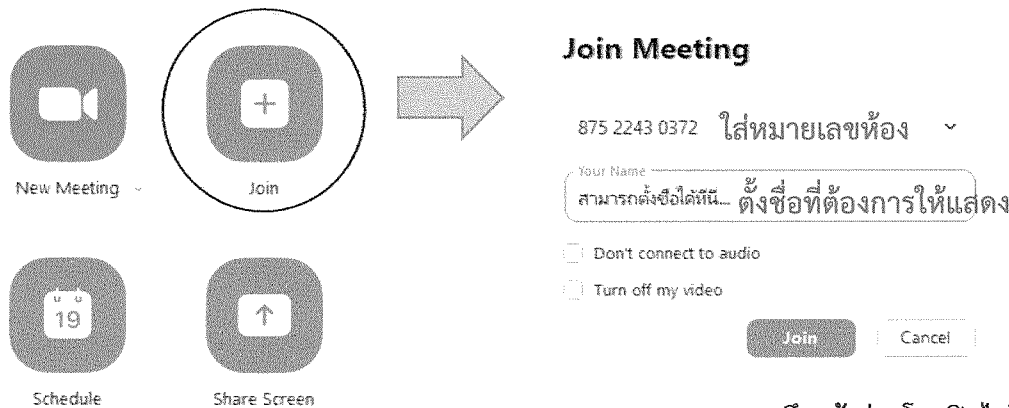 New Meeting
Join
19
Schedule
Share Screen
Join Meeting
875 2243 0372 ใส่หมายเลขห้อง
Your Name
สามารถตั้งชื่อได้ที่นี่... ตั้งชื่อที่ต้องการให้แสดง
Don't connect to audio
Turn off my video
Join Cancel